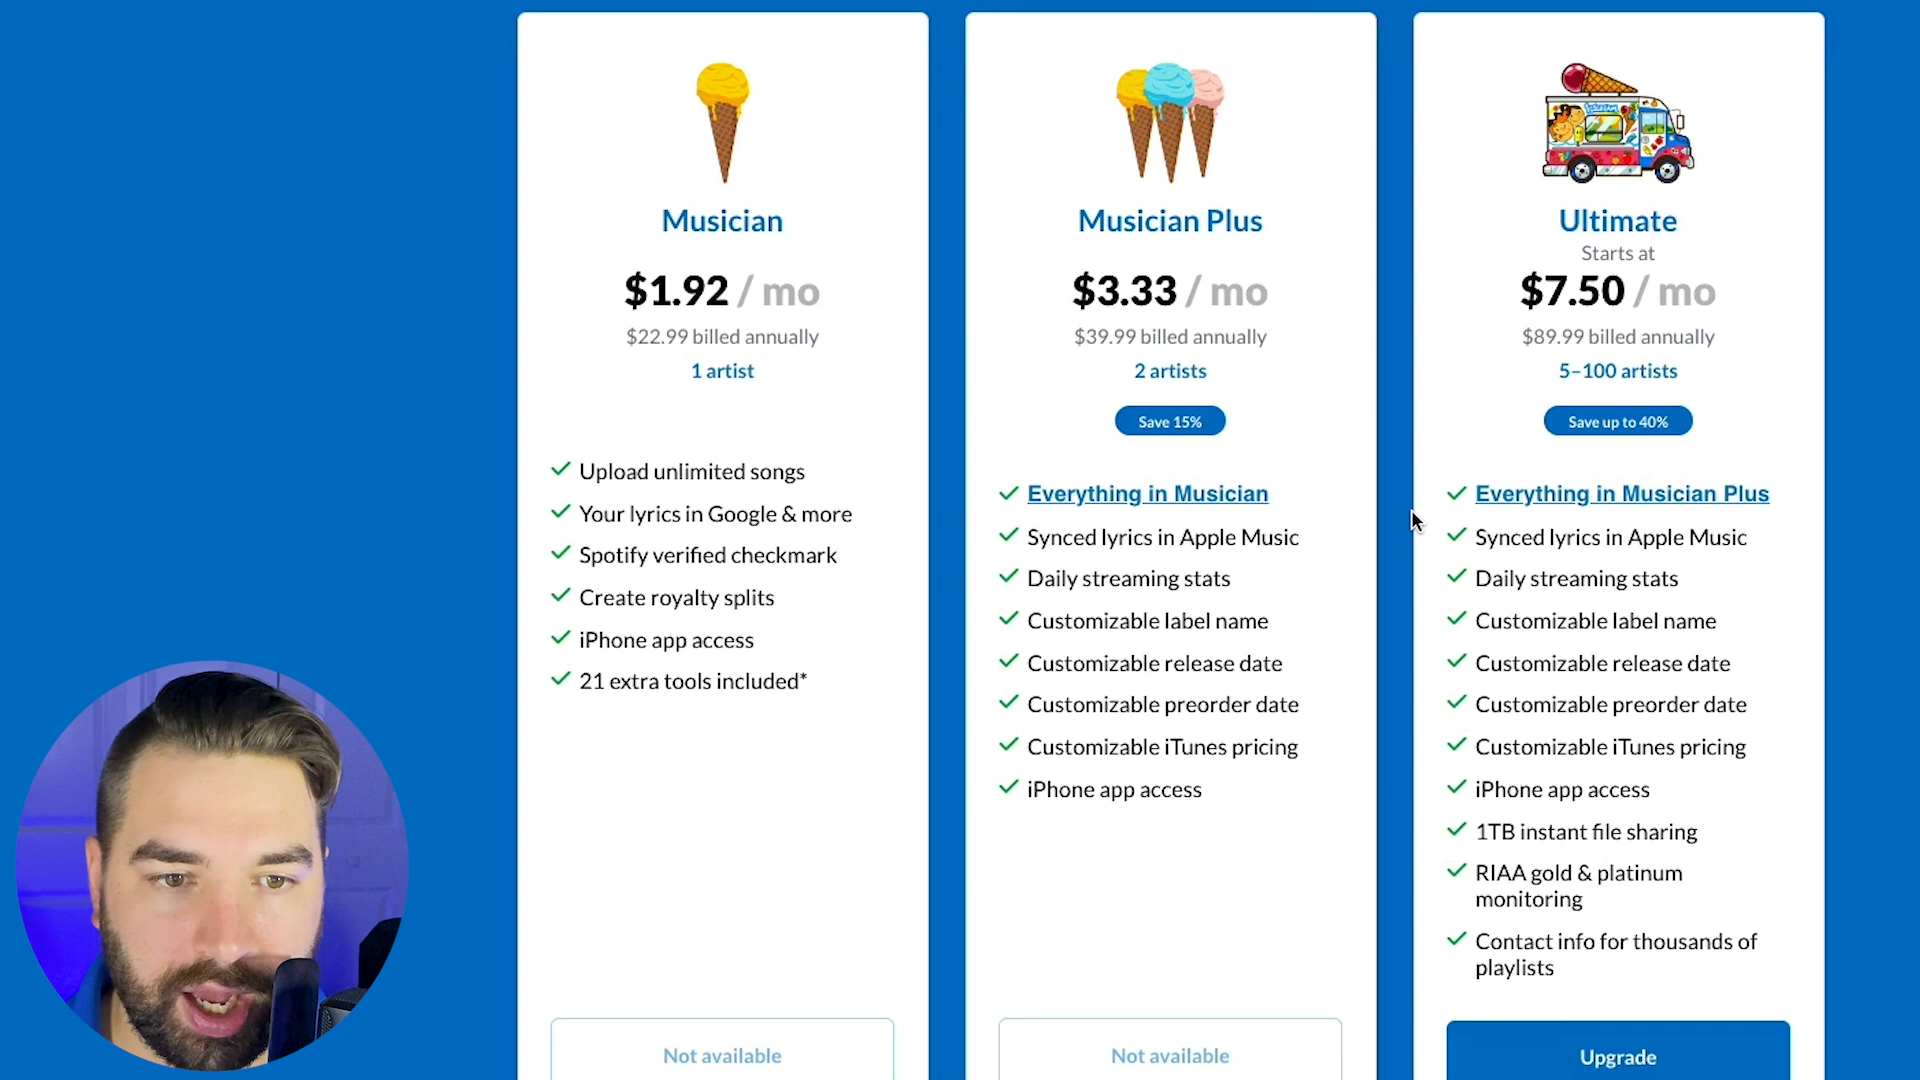 Musician
$1.92 / mo
$22.99 billed annually
1 artist
Upload unlimited songs
Your lyrics in Google & more
Spotify verified checkmark
Create royalty splits
iPhone app access
21 extra tools included*
Not available
Musician Plus
$3.33 / mo
$39.99 billed annually
2 artists
Save 15%
Everything in Musician
Synced lyrics in Apple Music
Daily streaming stats
Customizable label name
Customizable release date
Customizable preorder date
Customizable iTunes pricing
iPhone app access
Not available
Ultimate
Starts at
$7.50 / mo
$89.99 billed annually
5–100 artists
Save up to 40%
Everything in Musician Plus
Synced lyrics in Apple Music
Daily streaming stats
Customizable label name
Customizable release date
Customizable preorder date
Customizable iTunes pricing
iPhone app access
1TB instant file sharing
RIAA gold & platinum
monitoring
Contact info for thousands of
playlists
Upgrade